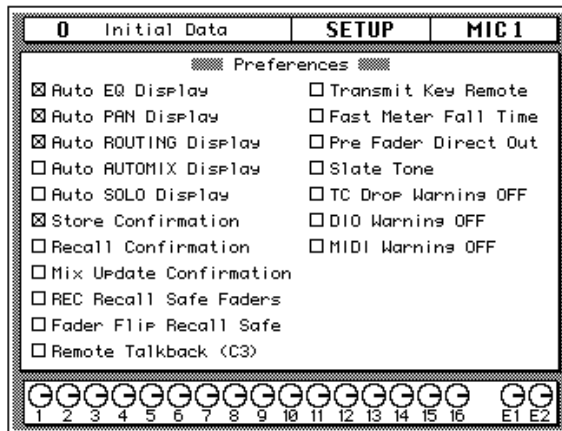 0 Initial Data SETUP MIC 1
Preferences
Auto EQ Display
Auto PAN Display
Auto ROUTING Display
Auto AUTOMIX Display
Auto SOLO Display
Store Confirmation
Recall Confirmation
Mix Update Confirmation
REC Recall Safe Faders
Fader Flip Recall Safe
Remote Talkback (C3)
Transmit Key Remote
Fast Meter Fall Time
Pre Fader Direct Out
Slate Tone
TC Drop Warning OFF
DIO Warning OFF
MIDI Warning OFF
1 2 3 4 5 6 7 8 9 10 11 12 13 14 15 16 E1 E2